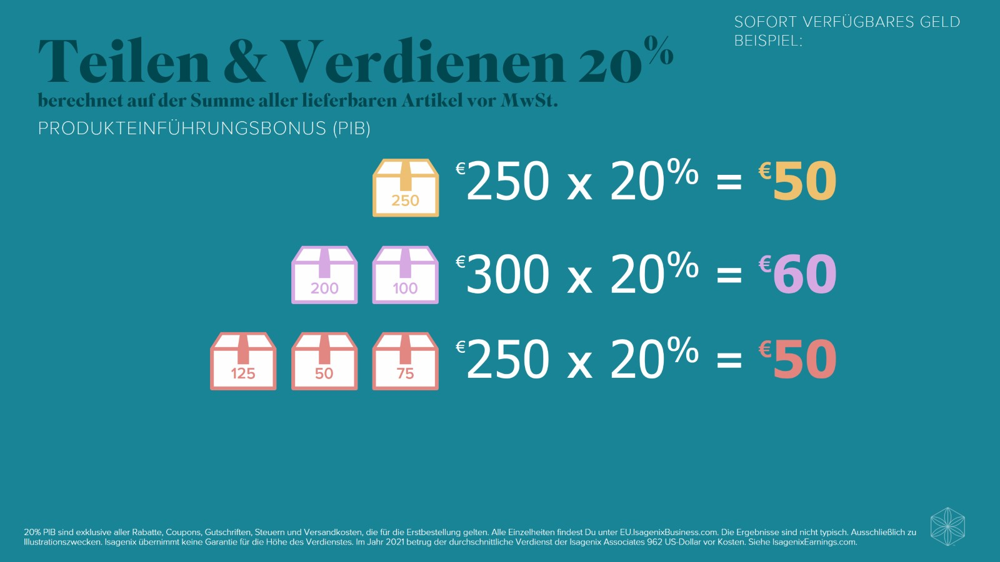 SOFORT VERFÜGBARES GELD
BEISPIEL:
Teilen & Verdienen 20%
berechnet auf der Summe aller lieferbaren Artikel vor MwSt.
PRODUKTEINFÜHRUNGSBONUS (PIB)
250 €250 x 20% = €50
200 100 €300 x 20% = €60
125 50 75 €250 x 20% = €50
20% PIB sind exklusive aller Rabatte, Coupons, Gutschriften, Steuern und Versandkosten, die für die Erstbestellung gelten. Alle Einzelheiten findest Du unter EU.IsagenixBusiness.com. Die Ergebnisse sind nicht typisch. Ausschließlich zu
Illustrationszwecken. Isagenix übernimmt keine Garantie für die Höhe des Verdienstes. Im Jahr 2021 betrug der durchschnittliche Verdienst der Isagenix Associates 962 US-Dollar vor Kosten. Siehe IsagenixEarnings.com.